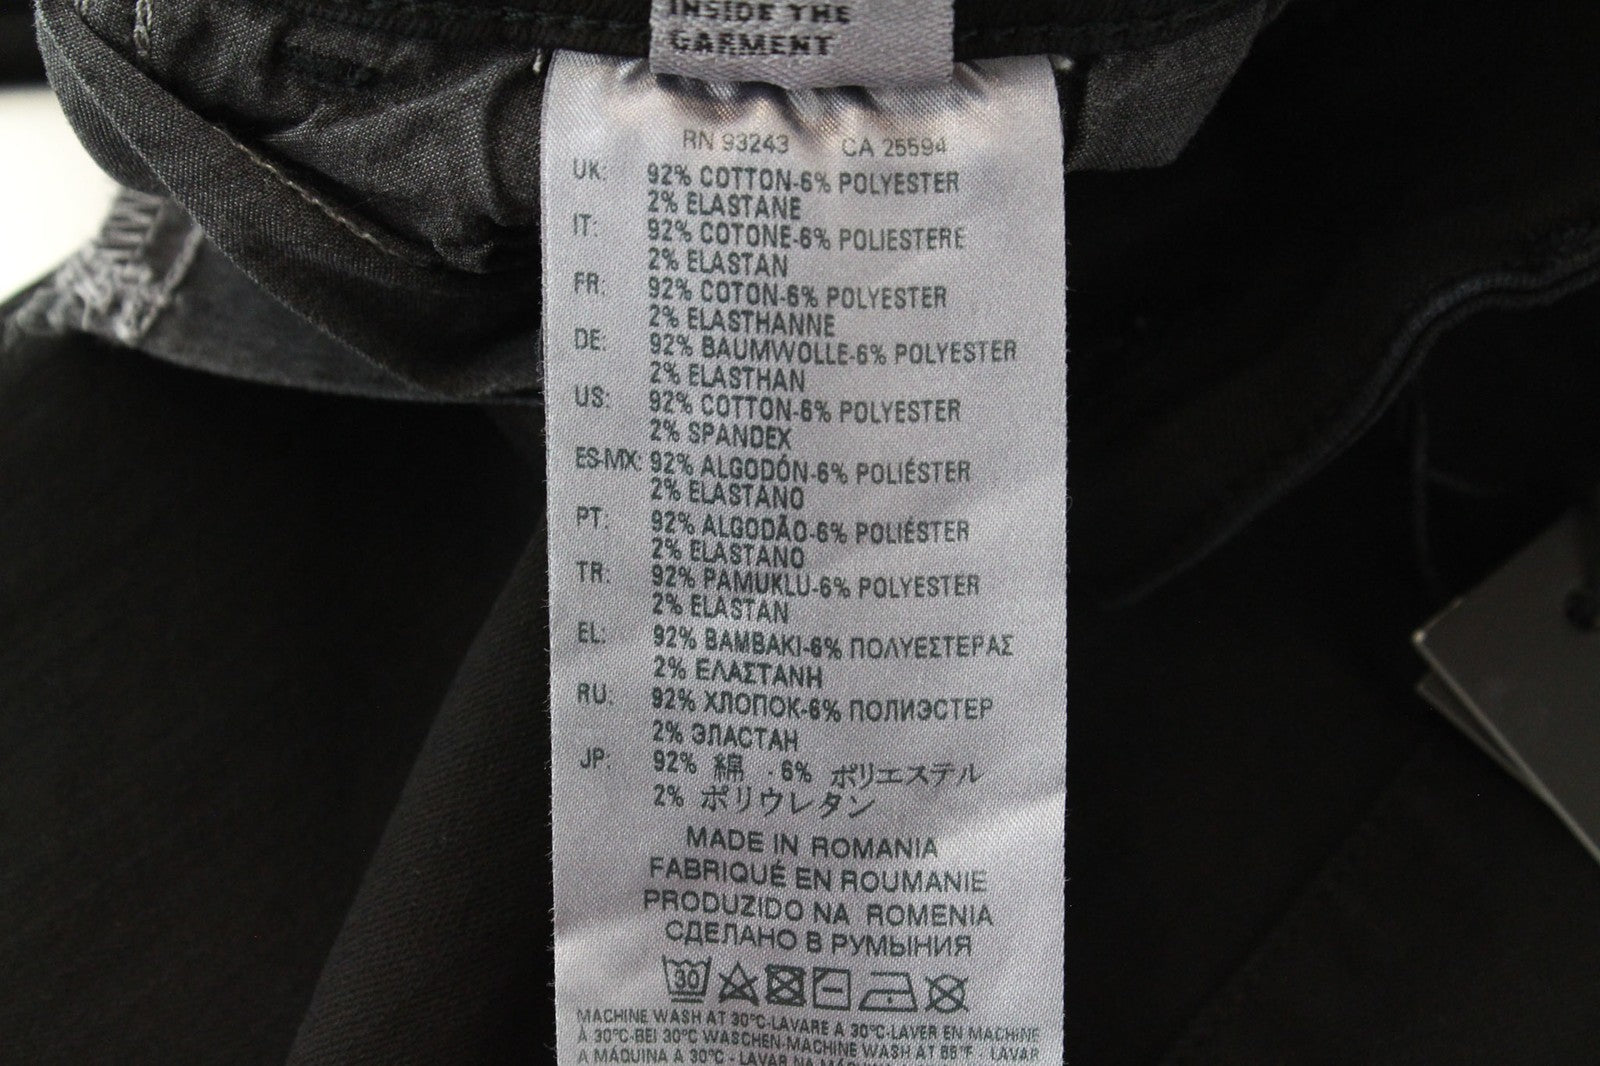 INSIDE THE
GARMENT
RN 93243 CA 25594
UK: 92% COTTON-6% POLYESTER
2% ELASTANE
IT: 92% COTONE-6% POLIESTERE
2% ELASTAN
FR: 92% COTON-6% POLYESTER
2% ELASTHANNE
DE: 92% BAUMWOLLE-6% POLYESTER
2% ELASTHAN
US: 92% COTTON-6% POLYESTER
2% SPANDEX
ES-MX: 92% ALGODÓN-6% POLIÉSTER
2% ELASTANO
PT: 92% ALGODÃO-6% POLIÉSTER
2% ELASTANO
TR: 92% PAMUKLU-6% POLYESTER
2% ELASTAN
EL: 92% ΒΑΜΒΑΚΙ-6% ΠΟΛΥΕΣΤΕΡΑΣ
2% ΕΛΑΣΤΑΝΗ
RU: 92% ХЛОПОК-6% ПОЛИЭСТЕР
2% ЭЛАСТАН
JP: 92% 綿 - 6% ポリエステル
2% ポリウレタン
MADE IN ROMANIA
FABRIQUÉ EN ROUMANIE
PRODUZIDO NA ROMENIA
СДЕЛАНО В РУМЫНИЯ
30
MACHINE WASH AT 30°C-LAVARE A 30°C-LAVER EN MACHINE
À 30°C-BEI 30°C WASCHEN-MACHINE WASH AT 86°F - LAVAR
A MÁQUINA A 30°C - LAVAR NA MÁQUINA